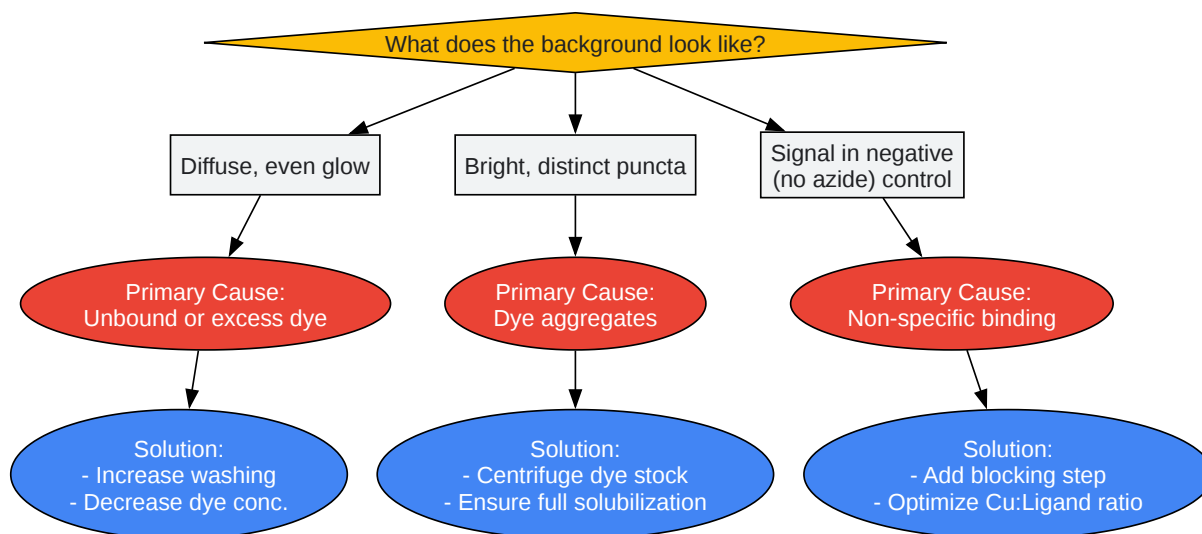 What does the background look like?
Diffuse, even glow
Bright, distinct puncta
Signal in negative
(no azide) control
Primary Cause:
Unbound or excess dye
Primary Cause:
Dye aggregates
Primary Cause:
Non-specific binding
Solution:
- Increase washing
- Decrease dye conc.
Solution:
- Centrifuge dye stock
- Ensure full solubilization
Solution:
- Add blocking step
- Optimize Cu:Ligand ratio